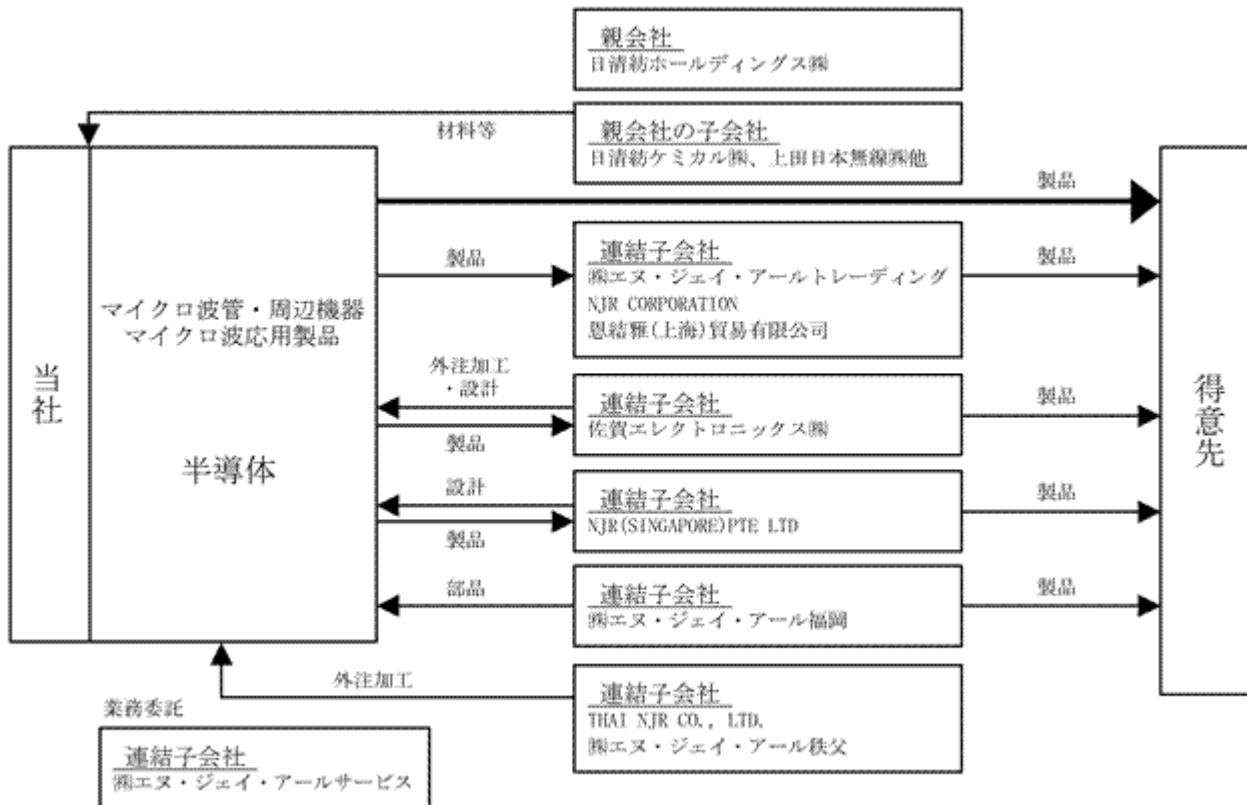 親会社
日清紡ホールディングス㈱
材料等
親会社の子会社
日清紡ケミカル㈱、上田日本無線㈱他
製品
当社
マイクロ波管・周辺機器
マイクロ波応用製品
半導体
製品
連結子会社
㈱エヌ・ジェイ・アールトレーディング
NJR CORPORATION
恩結雅(上海)貿易有限公司
製品
外注加工
・設計
製品
連結子会社
佐賀エレクトロニックス㈱
製品
得意先
設計
製品
連結子会社
NJR(SINGAPORE)PTE LTD
製品
部品
連結子会社
㈱エヌ・ジェイ・アール福岡
製品
外注加工
連結子会社
THAI NJR CO., LTD.
㈱エヌ・ジェイ・アール秩父
業務委託
連結子会社
㈱エヌ・ジェイ・アールサービス